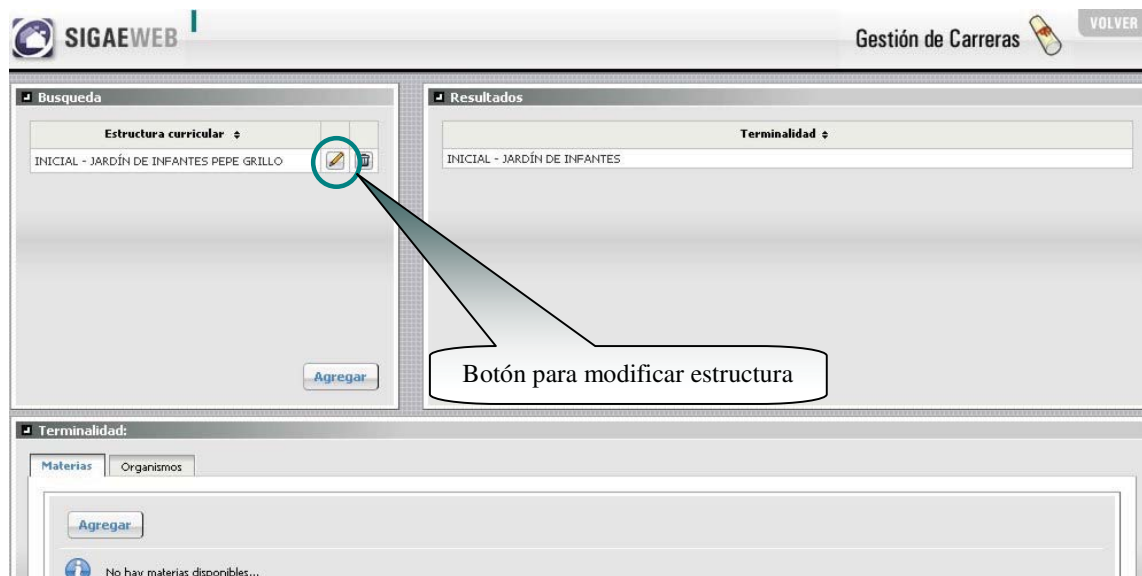 SIGAEWEB
Gestión de Carreras
VOLVER
Busqueda
Estructura curricular
INICIAL - JARDÍN DE INFANTES PEPE GRILLO
Agregar
Resultados
Terminalidad
INICIAL - JARDÍN DE INFANTES
Botón para modificar estructura
Terminalidad:
Materias Organismos
Agregar
No hay materias disponibles...